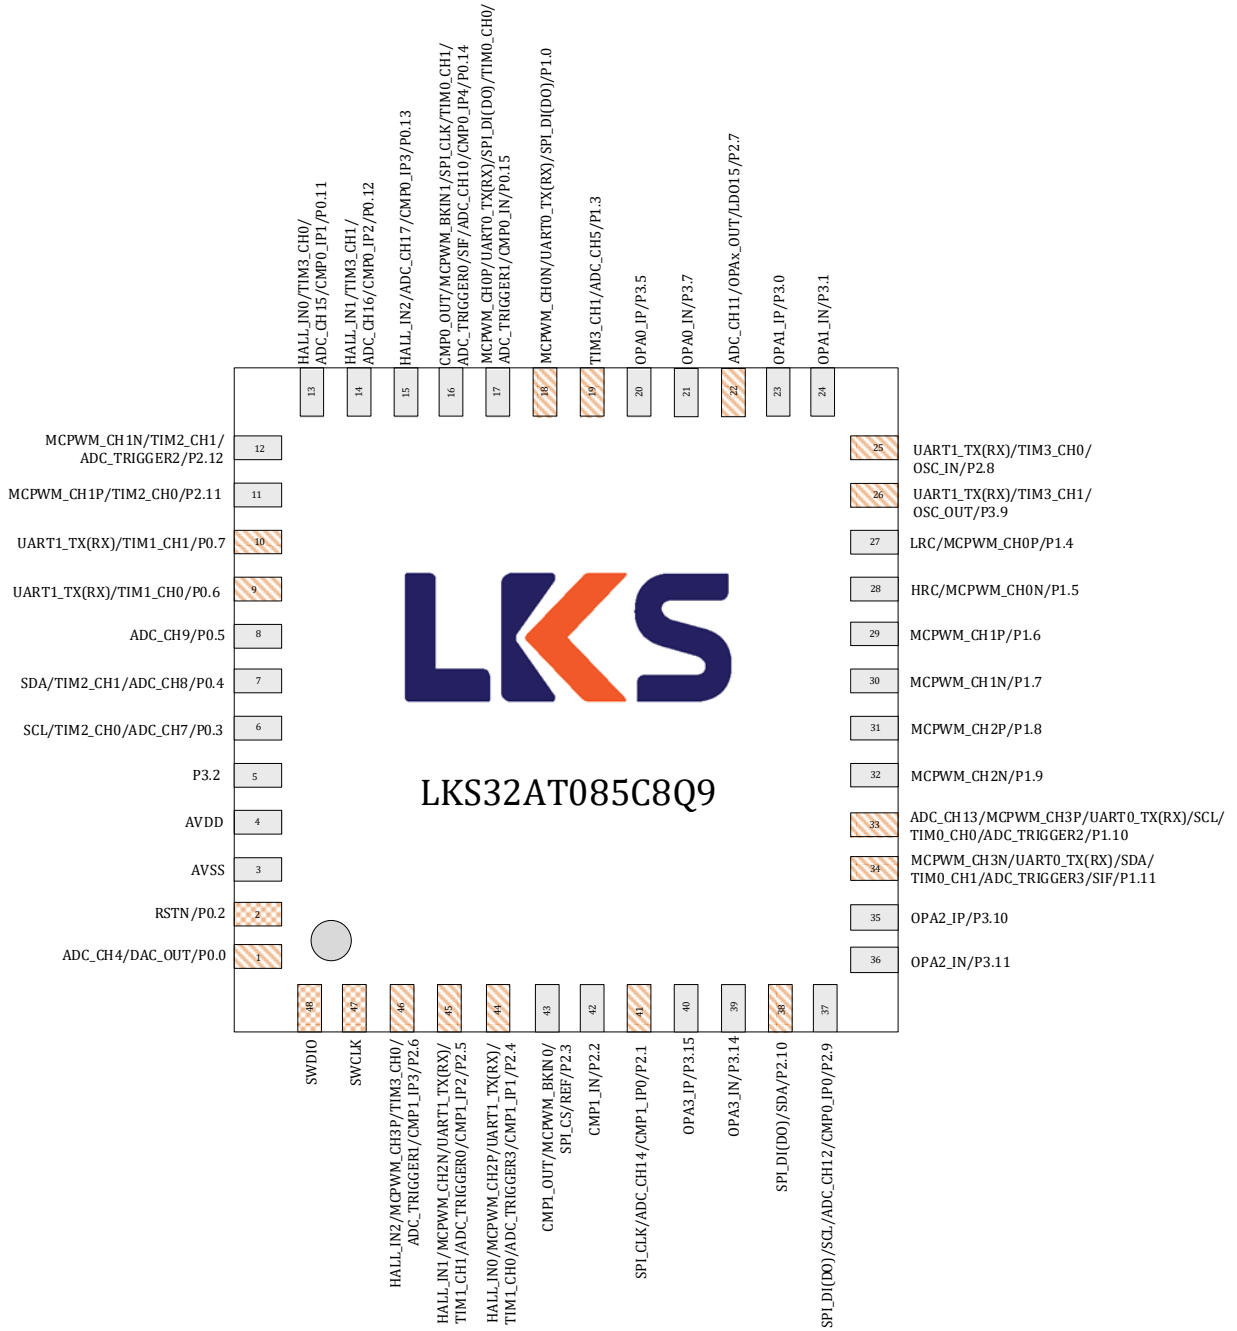 HALL_IN0/TIM3_CH0/
ADC_CH15/CMP0_IP1/P0.11
HALL_IN1/TIM3_CH1/
ADC_CH16/CMP0_IP2/P0.12
HALL_IN2/ADC_CH17/CMP0_IP3/P0.13
CMP0_OUT/MCPWM_BKIN1/SPI_CLK/TIM0_CH1/
ADC_TRIGGER0/SIF/ADC_CH10/CMP0_IP4/P0.14
MCPWM_CH0P/UART0_TX(RX)/SPI_DI(DO)/TIM0_CH0/
ADC_TRIGGER1/CMP0_IN/P0.15
MCPWM_CH0N/UART0_TX(RX)/SPI_DI(DO)/P1.0
TIM3_CH1/ADC_CH5/P1.3
OPA0_IP/P3.5
OPA0_IN/P3.7
ADC_CH11/OPAx_OUT/LDO15/P2.7
OPA1_IP/P3.0
OPA1_IN/P3.1
13
14
15
16
17
18
19
20
21
22
23
24
MCPWM_CH1N/TIM2_CH1/
ADC_TRIGGER2/P2.12
12
MCPWM_CH1P/TIM2_CH0/P2.11
11
UART1_TX(RX)/TIM1_CH1/P0.7
10
UART1_TX(RX)/TIM1_CH0/P0.6
9
ADC_CH9/P0.5
8
SDA/TIM2_CH1/ADC_CH8/P0.4
7
SCL/TIM2_CH0/ADC_CH7/P0.3
6
P3.2
5
AVDD
4
AVSS
3
RSTN/P0.2
2
ADC_CH4/DAC_OUT/P0.0
1
LKS
LKS32AT085C8Q9
25
UART1_TX(RX)/TIM3_CH0/
OSC_IN/P2.8
26
UART1_TX(RX)/TIM3_CH1/
OSC_OUT/P3.9
27
LRC/MCPWM_CH0P/P1.4
28
HRC/MCPWM_CH0N/P1.5
29
MCPWM_CH1P/P1.6
30
MCPWM_CH1N/P1.7
31
MCPWM_CH2P/P1.8
32
MCPWM_CH2N/P1.9
33
ADC_CH13/MCPWM_CH3P/UART0_TX(RX)/SCL/
TIM0_CH0/ADC_TRIGGER2/P1.10
34
MCPWM_CH3N/UART0_TX(RX)/SDA/
TIM0_CH1/ADC_TRIGGER3/SIF/P1.11
35
OPA2_IP/P3.10
36
OPA2_IN/P3.11
48
47
46
45
44
43
42
41
40
39
38
37
SWDIO
SWCLK
HALL_IN2/MCPWM_CH3P/TIM3_CH0/
ADC_TRIGGER1/CMP1_IP3/P2.6
HALL_IN1/MCPWM_CH2N/UART1_TX(RX)/
TIM1_CH1/ADC_TRIGGER0/CMP1_IP2/P2.5
HALL_IN0/MCPWM_CH2P/UART1_TX(RX)/
TIM1_CH0/ADC_TRIGGER3/CMP1_IP1/P2.4
CMP1_OUT/MCPWM_BKIN0/
SPI_CS/REF/P2.3
CMP1_IN/P2.2
SPI_CLK/ADC_CH14/CMP1_IP0/P2.1
OPA3_IP/P3.15
OPA3_IN/P3.14
SPI_DI(DO)/SDA/P2.10
SPI_DI(DO)/SCL/ADC_CH12/CMP0_IP0/P2.9